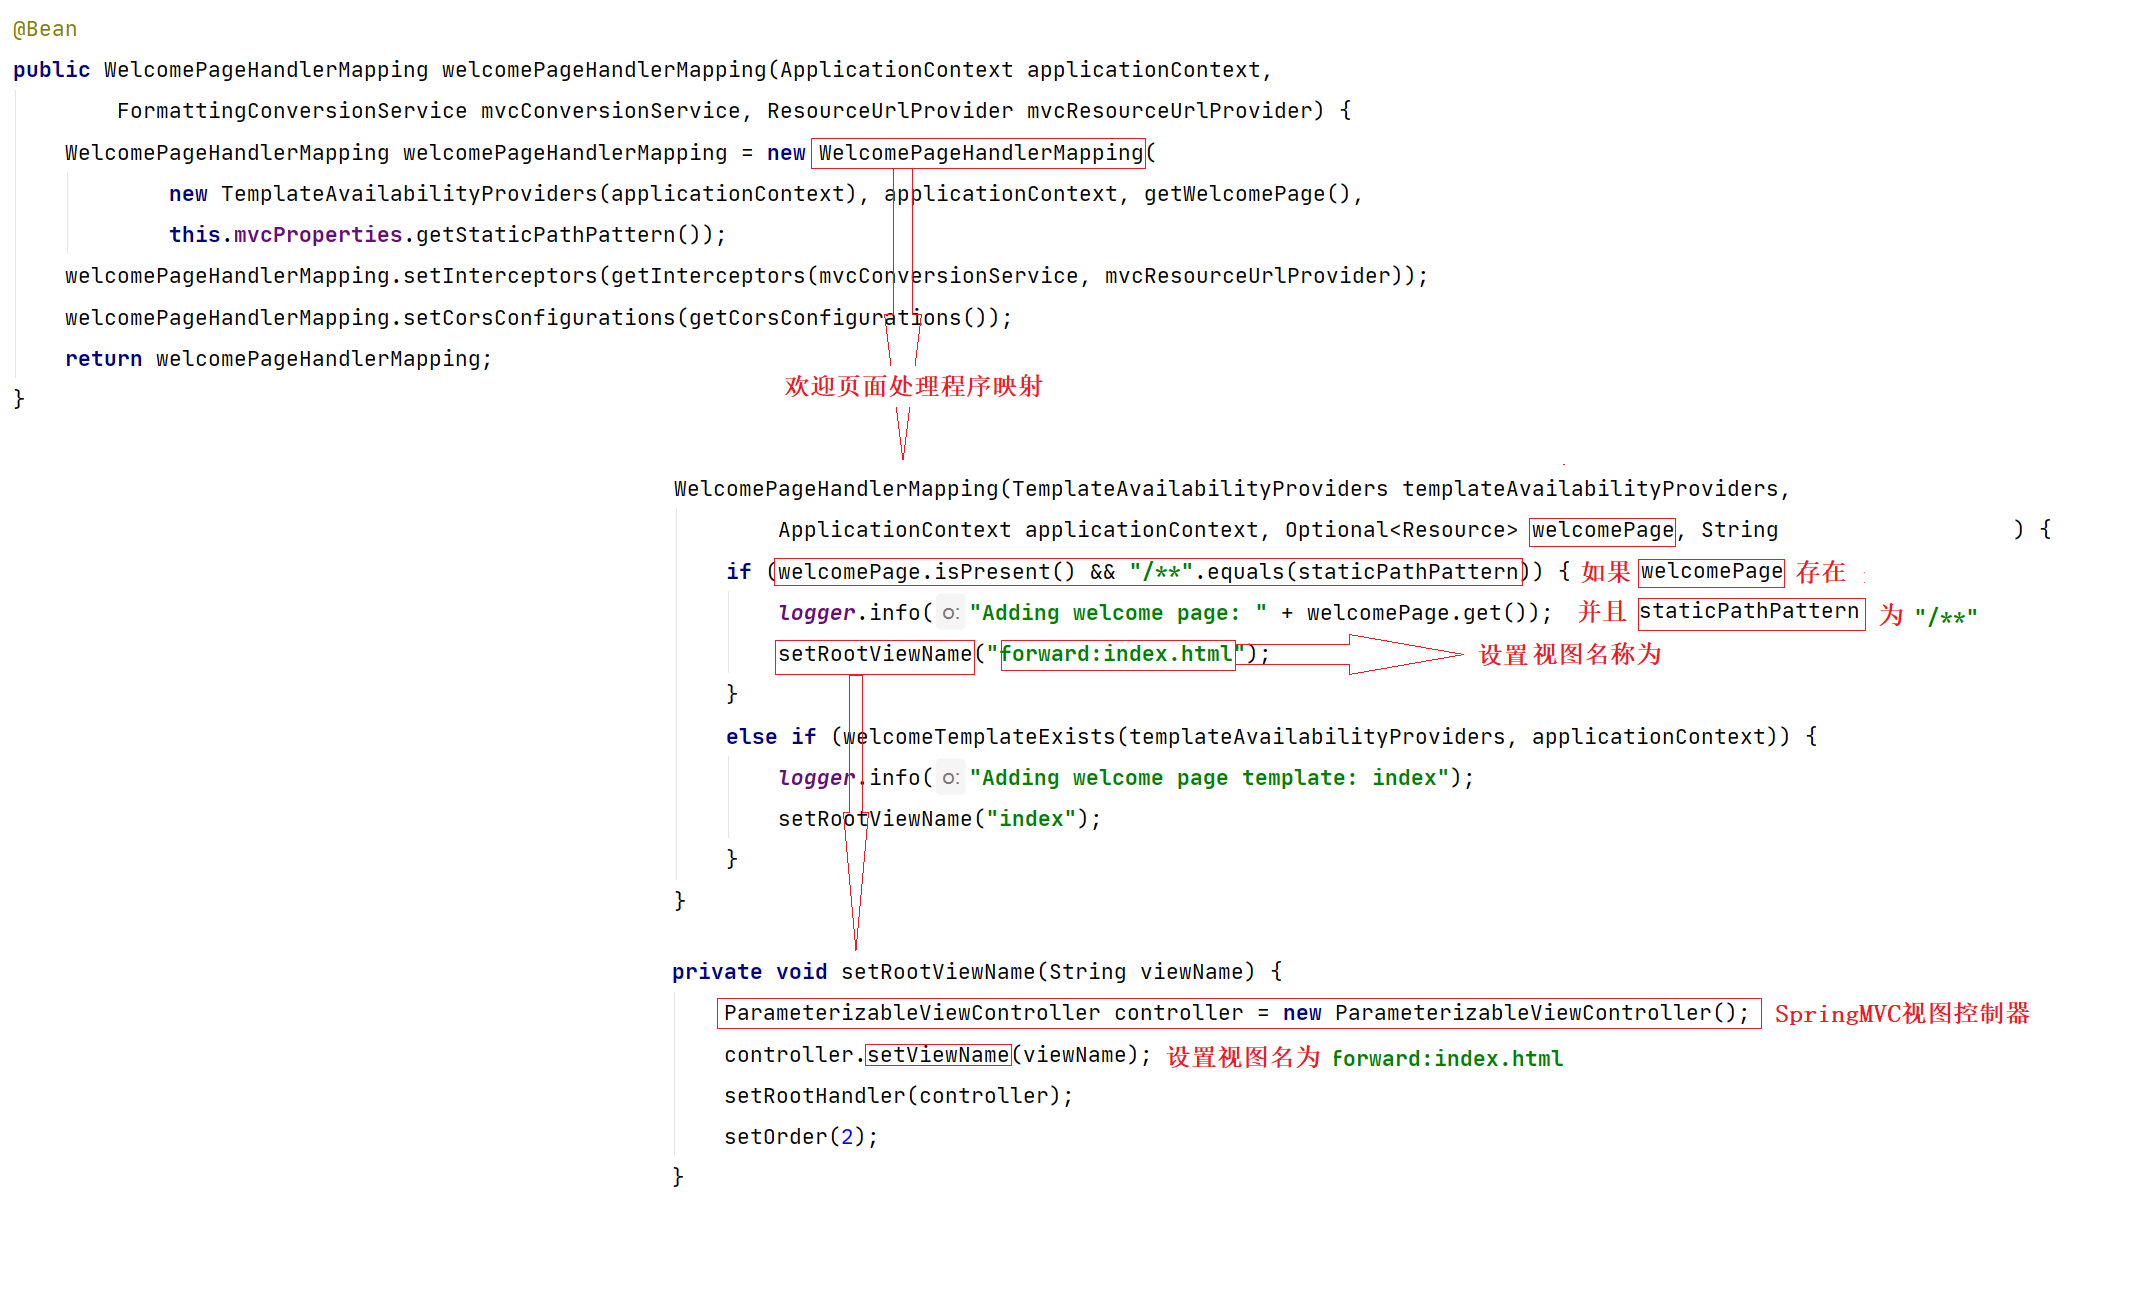 @Bean
public WelcomePageHandlerMapping welcomePageHandlerMapping(ApplicationContext applicationContext,
FormattingConversionService mvcConversionService, ResourceUrlProvider mvcResourceUrlProvider) {
WelcomePageHandlerMapping welcomePageHandlerMapping = new WelcomePageHandlerMapping(
new TemplateAvailabilityProviders(applicationContext), applicationContext, getWelcomePage(),
this.mvcProperties.getStaticPathPattern());
welcomePageHandlerMapping.setInterceptors(getInterceptors(mvcConversionService, mvcResourceUrlProvider));
welcomePageHandlerMapping.setCorsConfigurations(getCorsConfigurations());
return welcomePageHandlerMapping;
}
欢迎页面处理程序映射
WelcomePageHandlerMapping(TemplateAvailabilityProviders templateAvailabilityProviders,
ApplicationContext applicationContext, Optional<Resource> welcomePage, String ) {
if (welcomePage.isPresent() && "/**".equals(staticPathPattern)) { 如果 welcomePage 存在
logger.info( o: "Adding welcome page: " + welcomePage.get()); 并且 staticPathPattern 为 "/**"
setRootViewName("forward:index.html"); 设置视图名称为
}
else if (welcomeTemplateExists(templateAvailabilityProviders, applicationContext)) {
logger.info( o: "Adding welcome page template: index");
setRootViewName("index");
}
}
private void setRootViewName(String viewName) {
ParameterizableViewController controller = new ParameterizableViewController(); SpringMVC视图控制器
controller.setViewName(viewName); 设置视图名为 forward:index.html
setRootHandler(controller);
setOrder(2);
}